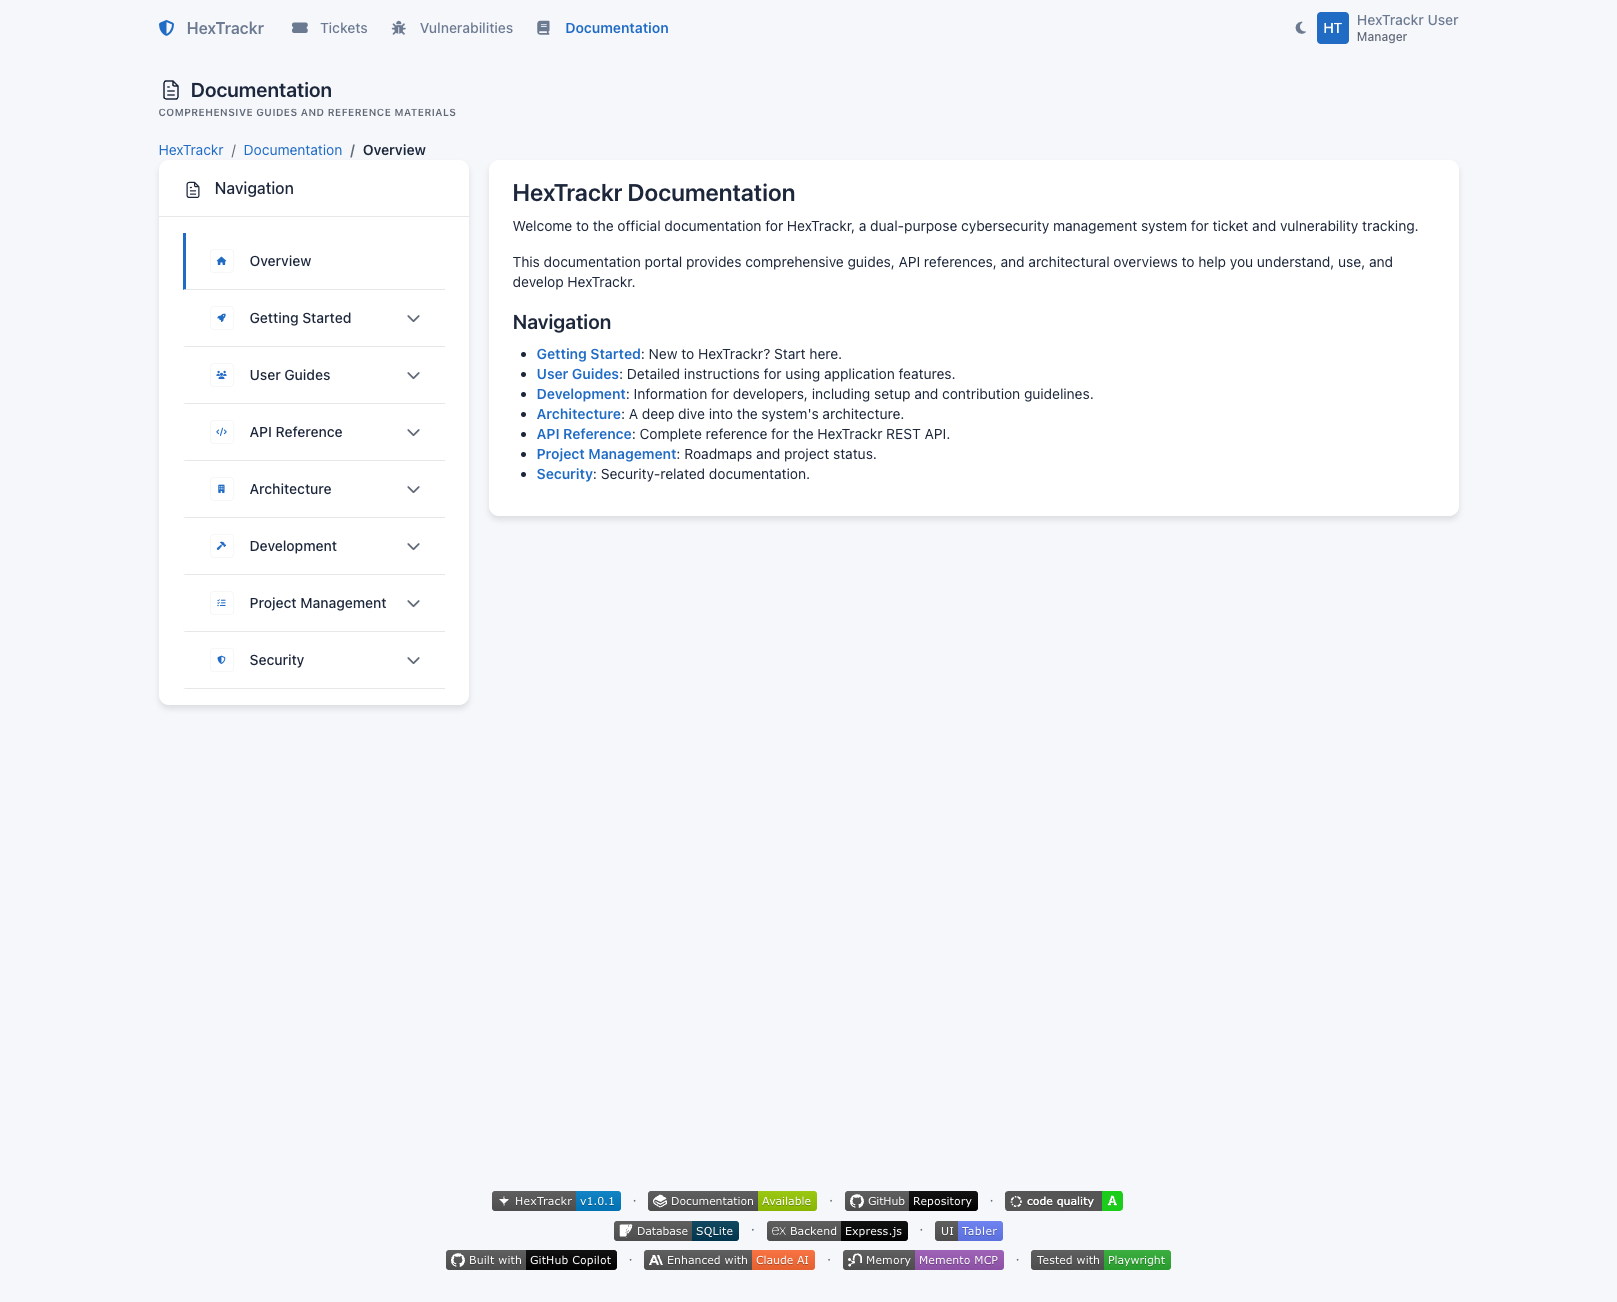 HexTrackr
Tickets
Vulnerabilities
Documentation
HT
HexTrackr User
Manager
Documentation
COMPREHENSIVE GUIDES AND REFERENCE MATERIALS
HexTrackr / Documentation / Overview
Navigation
Overview
Getting Started
User Guides
API Reference
Architecture
Development
Project Management
Security
HexTrackr Documentation
Welcome to the official documentation for HexTrackr, a dual-purpose cybersecurity management system for ticket and vulnerability tracking.
This documentation portal provides comprehensive guides, API references, and architectural overviews to help you understand, use, and
develop HexTrackr.
Navigation
• Getting Started: New to HexTrackr? Start here.
• User Guides: Detailed instructions for using application features.
• Development: Information for developers, including setup and contribution guidelines.
• Architecture: A deep dive into the system's architecture.
• API Reference: Complete reference for the HexTrackr REST API.
• Project Management: Roadmaps and project status.
• Security: Security-related documentation.
HexTrackr v1.0.1 · Documentation Available · GitHub Repository · code quality A
Database SQLite · ex Backend Express.js · UI Tabler
Built with GitHub Copilot · Enhanced with Claude AI · Memory Memento MCP · Tested with Playwright